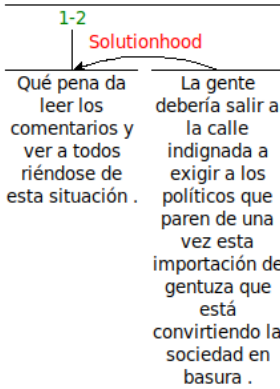 1-2
Solutionhood
Qué pena da
leer los
comentarios y
ver a todos
riéndose de
esta situación .
La gente
debería salir a
la calle
indignada a
exigir a los
políticos que
paren de una
vez esta
importación de
gentuza que
está
convirtiendo la
sociedad en
basura .